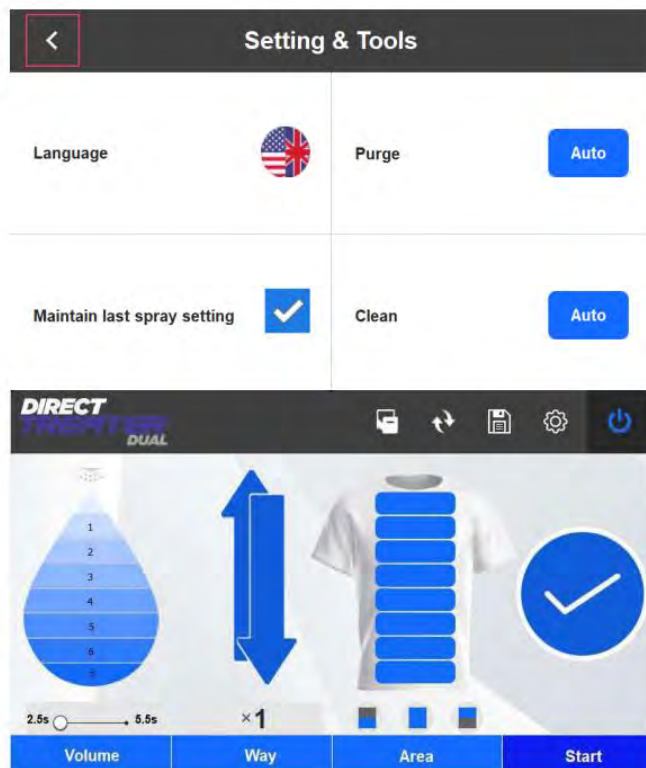 Setting & Tools
Language
Purge
Auto
Maintain last spray setting
Clean
Auto
DIRECT
TREATER
DUAL
1
2
3
4
5
6
2.5s
5.5s
×1
Volume
Way
Area
Start